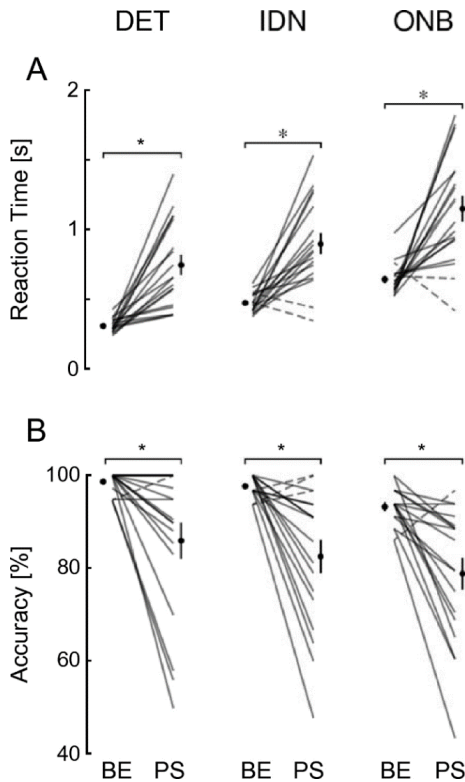 DET IDN ONB
A
Reaction Time [s]
2
1
0
* * *
B
Accuracy [%]
100
80
60
40
* * *
BE PS BE PS BE PS